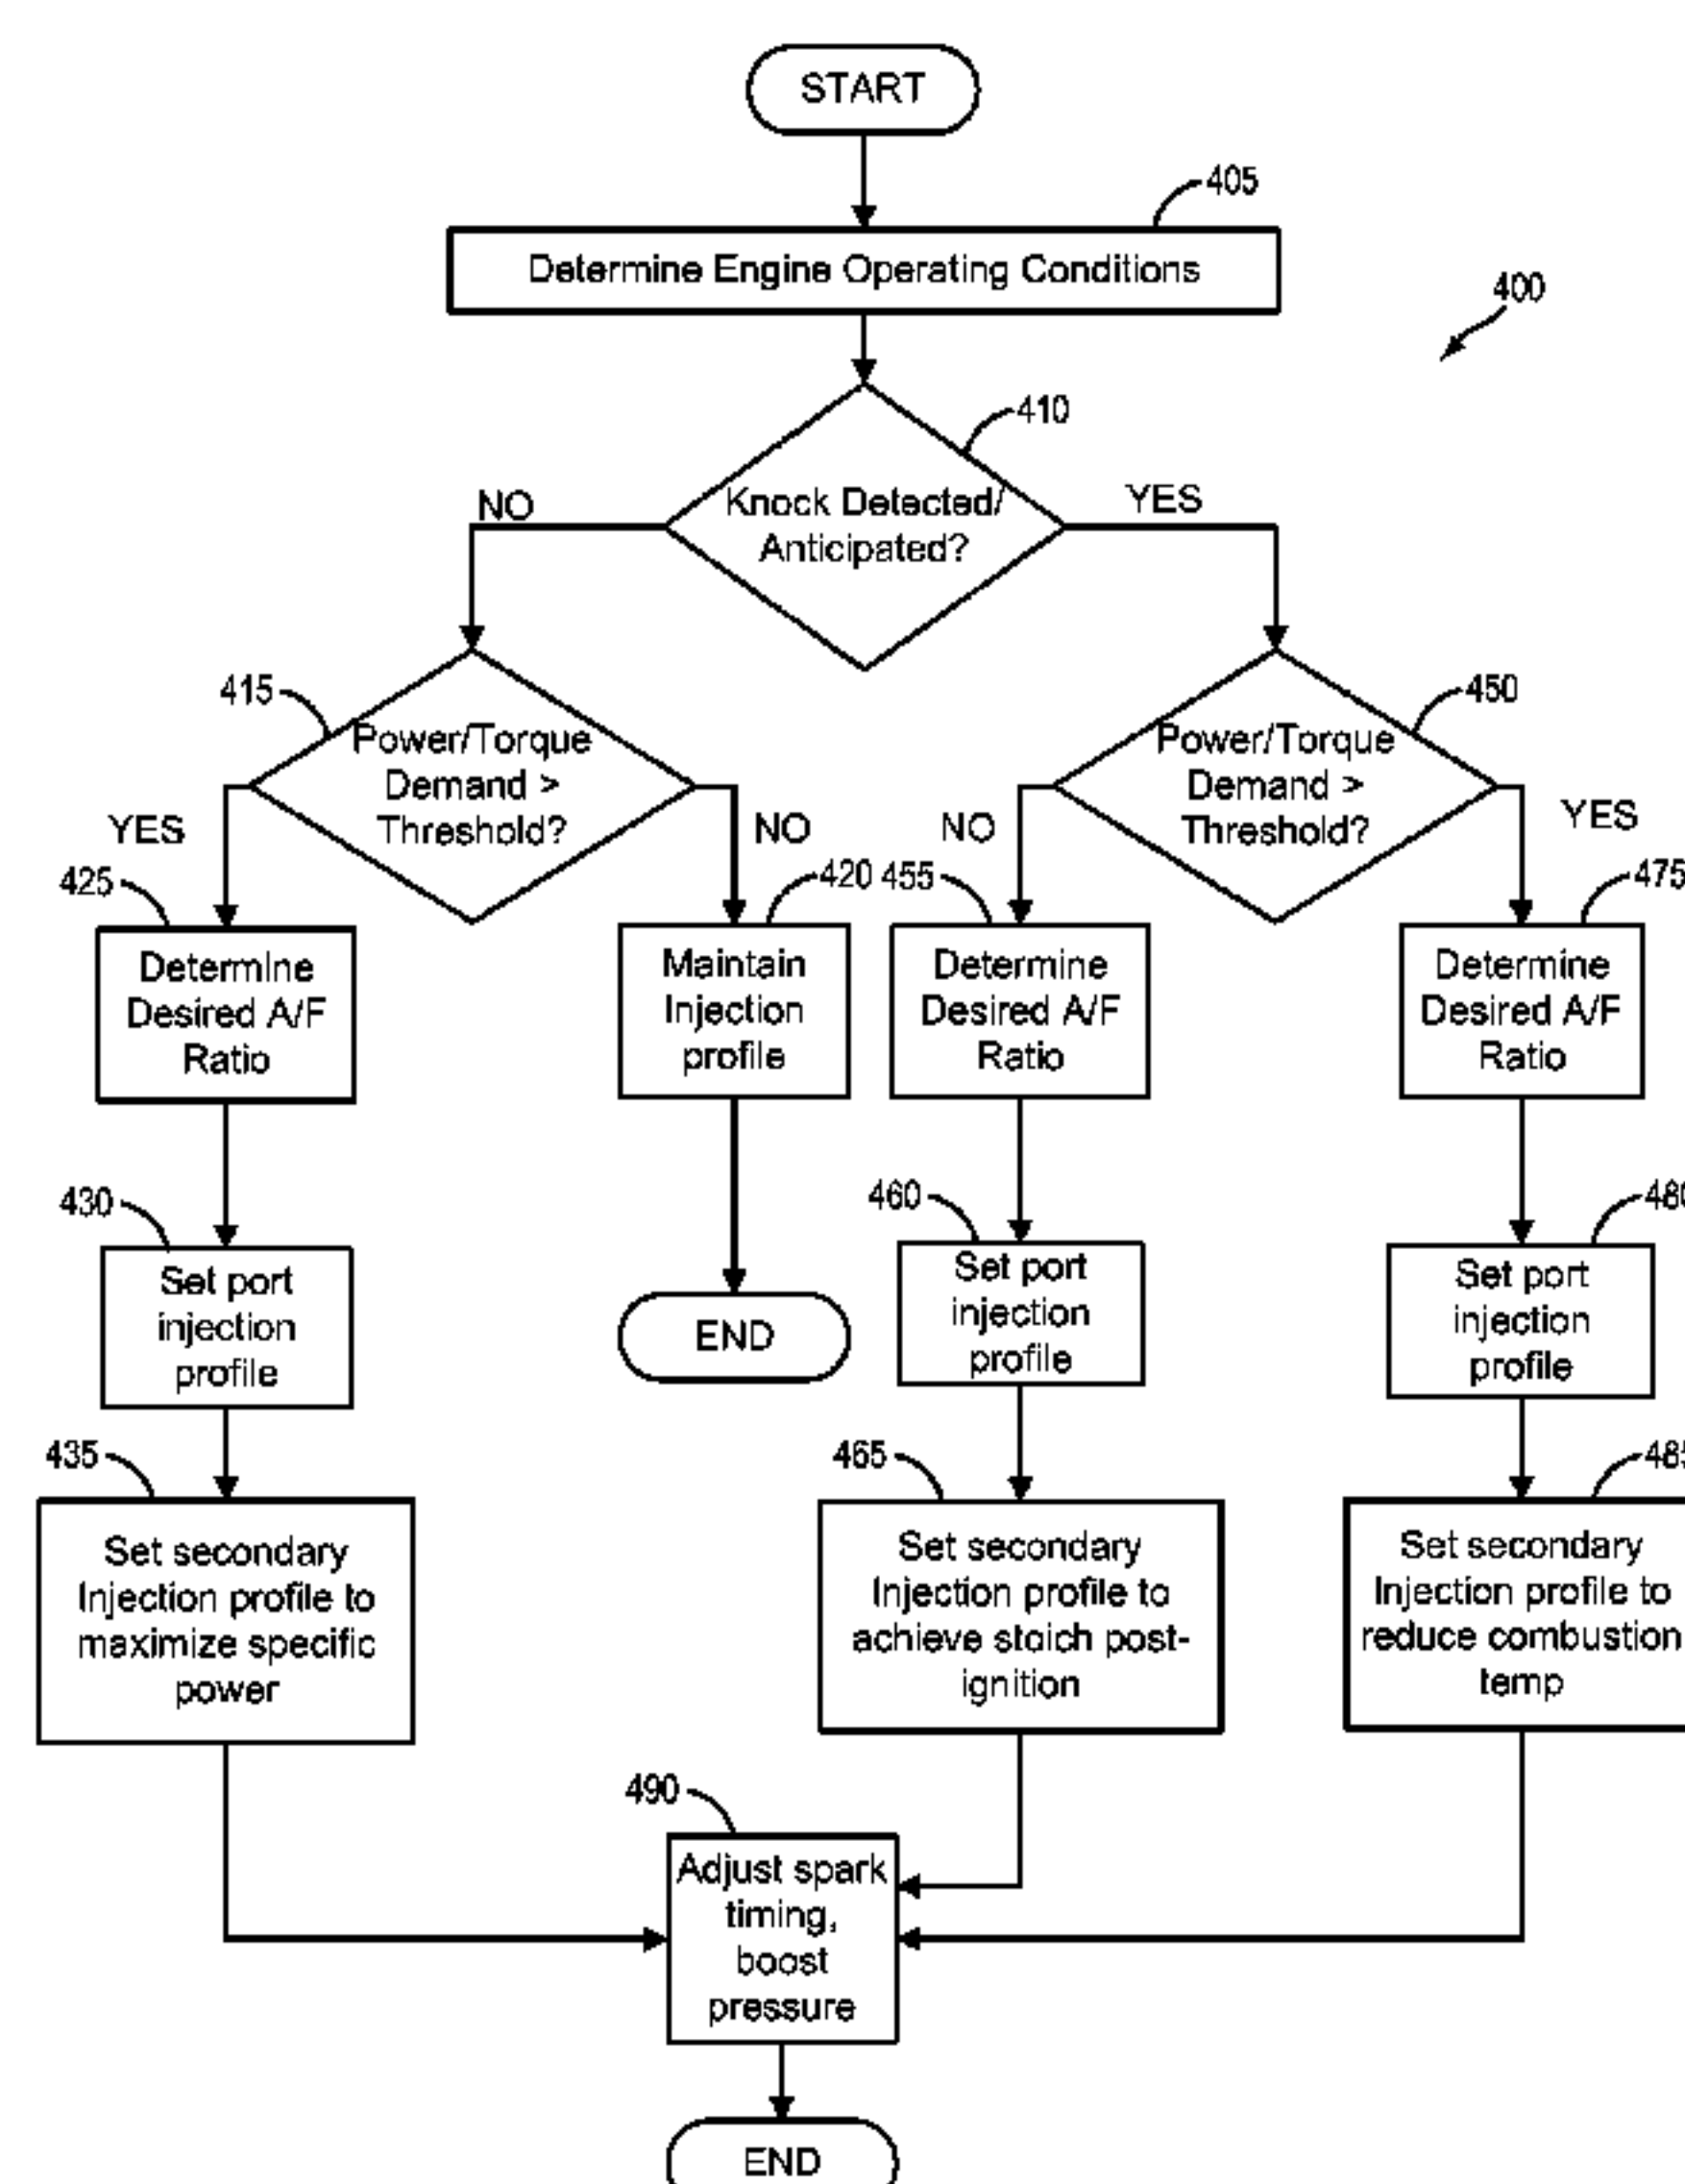 START
405
Determine Engine Operating Conditions
400
410
Knock Detected/
Anticipated?
NO
YES
415
Power/Torque
Demand >
Threshold?
YES
NO
450
Power/Torque
Demand >
Threshold?
NO
YES
425
Determine
Desired A/F
Ratio
420
Maintain
Injection
profile
455
Determine
Desired A/F
Ratio
475
Determine
Desired A/F
Ratio
430
Set port
injection
profile
END
460
Set port
injection
profile
480
Set port
injection
profile
435
Set secondary
Injection profile to
maximize specific
power
465
Set secondary
Injection profile to
achieve stoich post-
ignition
485
Set secondary
Injection profile to
reduce combustion
temp
490
Adjust spark
timing,
boost
pressure
END